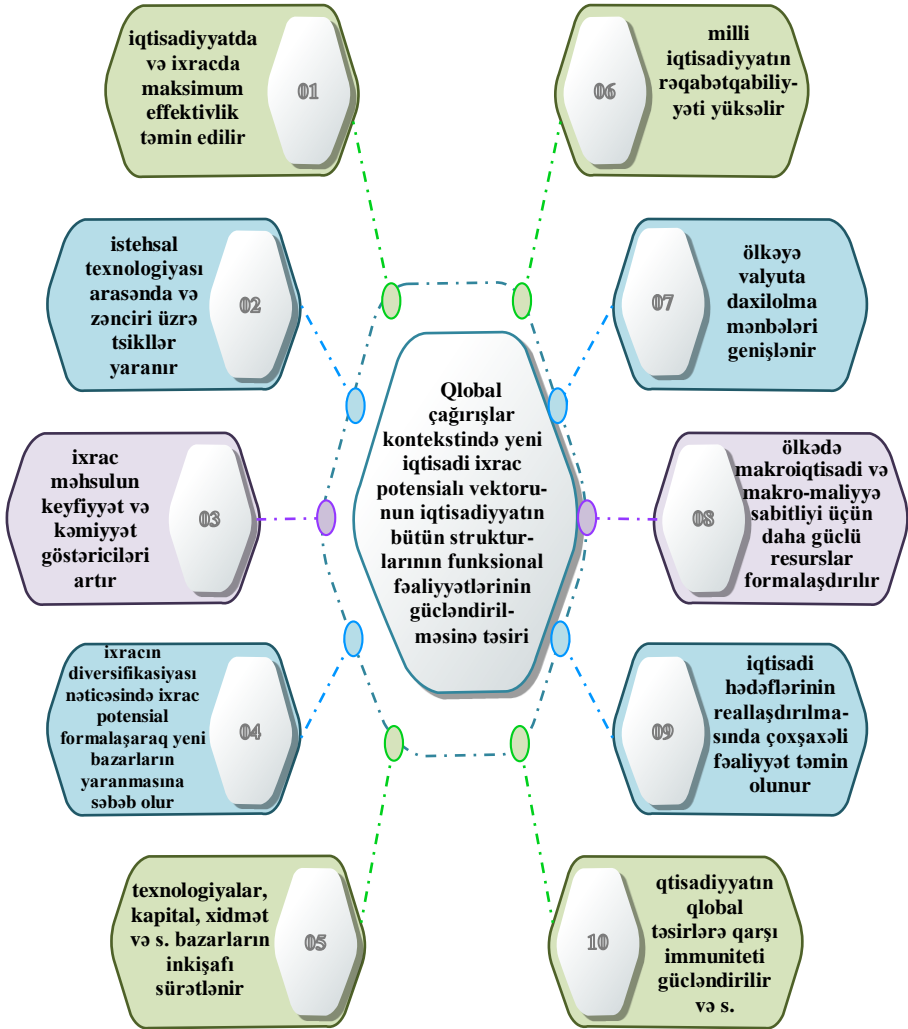 iqtisadiyyatda
və ixracda
maksimum
effektivlik
təmin edilir
01
istehsal
texnologiyası
arasənda və
zənciri üzrə
tsikllər
yaranır
02
ixrac
məhsulun
keyfiyyət və
kəmiyyət
göstəriciləri
artır
03
ixracın
diversifikasiyası
nəticəsində ixrac
potensial
formalaşaraq yeni
bazarların
yaranmasına
səbəb olur
04
texnologiyalar,
kapital, xidmət
və s. bazarların
inkişafı
sürətlənir
05
Qlobal
çağırışlar
kontekstində yeni
iqtisadi ixrac
potensialı vektoru-
nun iqtisadiyyatın
bütün struktur-
larının funksional
fəaliyyətlərinin
gücləndiril-
məsinə təsiri
06
milli
iqtisadiyyatın
rəqabətqabiliy-
yəti yüksəlir
07
ölkəyə
valyuta
daxilolma
mənbələri
genişlənir
08
ölkədə
makroiqtisadi və
makro-maliyyə
sabitliyi üçün
daha güclü
resurslar
formalaşdırılır
09
iqtisadi
hədəflərinin
reallaşdırılma-
sında çoxşaxəli
fəaliyyət təmin
olunur
10
qtisadiyyatın
qlobal
təsirlərə qarşı
immuniteti
gücləndirilir
və s.